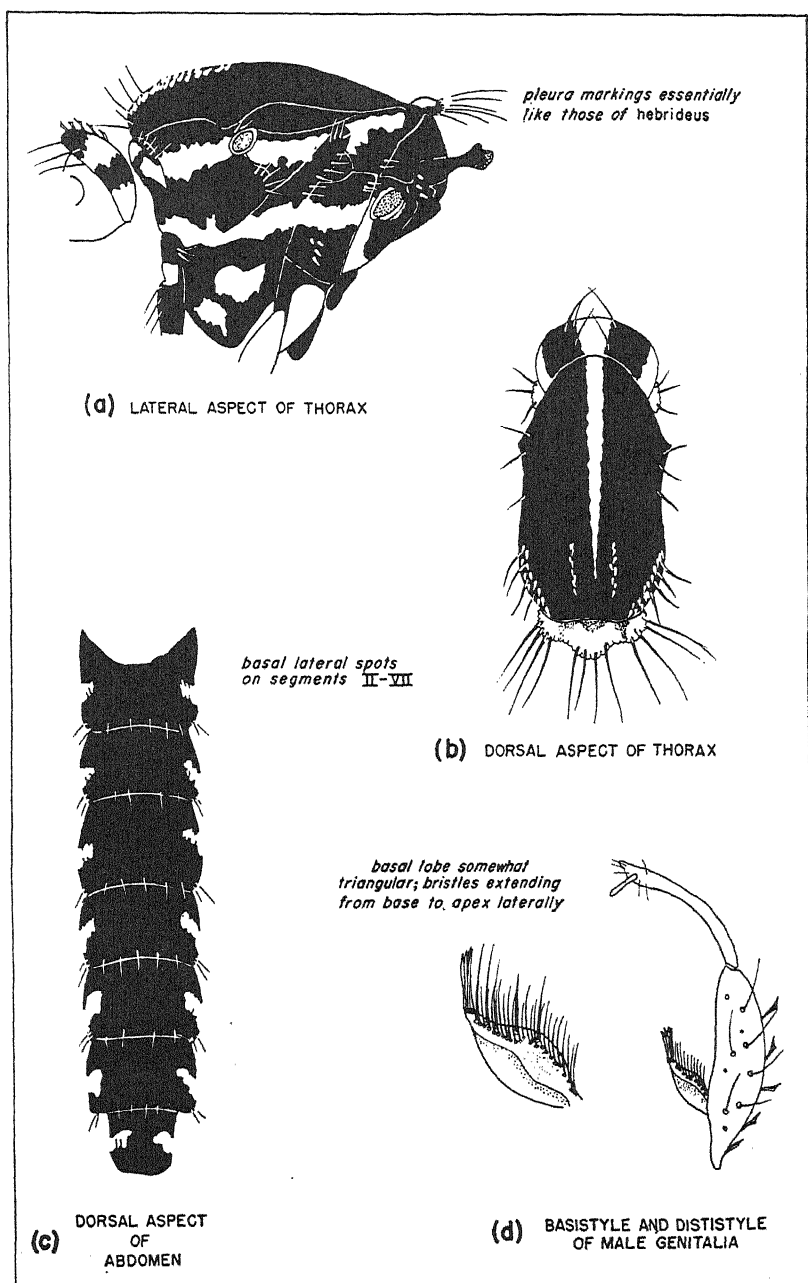 pleura markings essentially
like those of hebrideus
(a) LATERAL ASPECT OF THORAX
basal lateral spots
on segments II-VII
(b) DORSAL ASPECT OF THORAX
basal lobe somewhat
triangular; bristles extending
from base to apex laterally
(c) DORSAL ASPECT
OF
ABDOMEN
(d) BASISTYLE AND DISTISTYLE
OF MALE GENITALIA